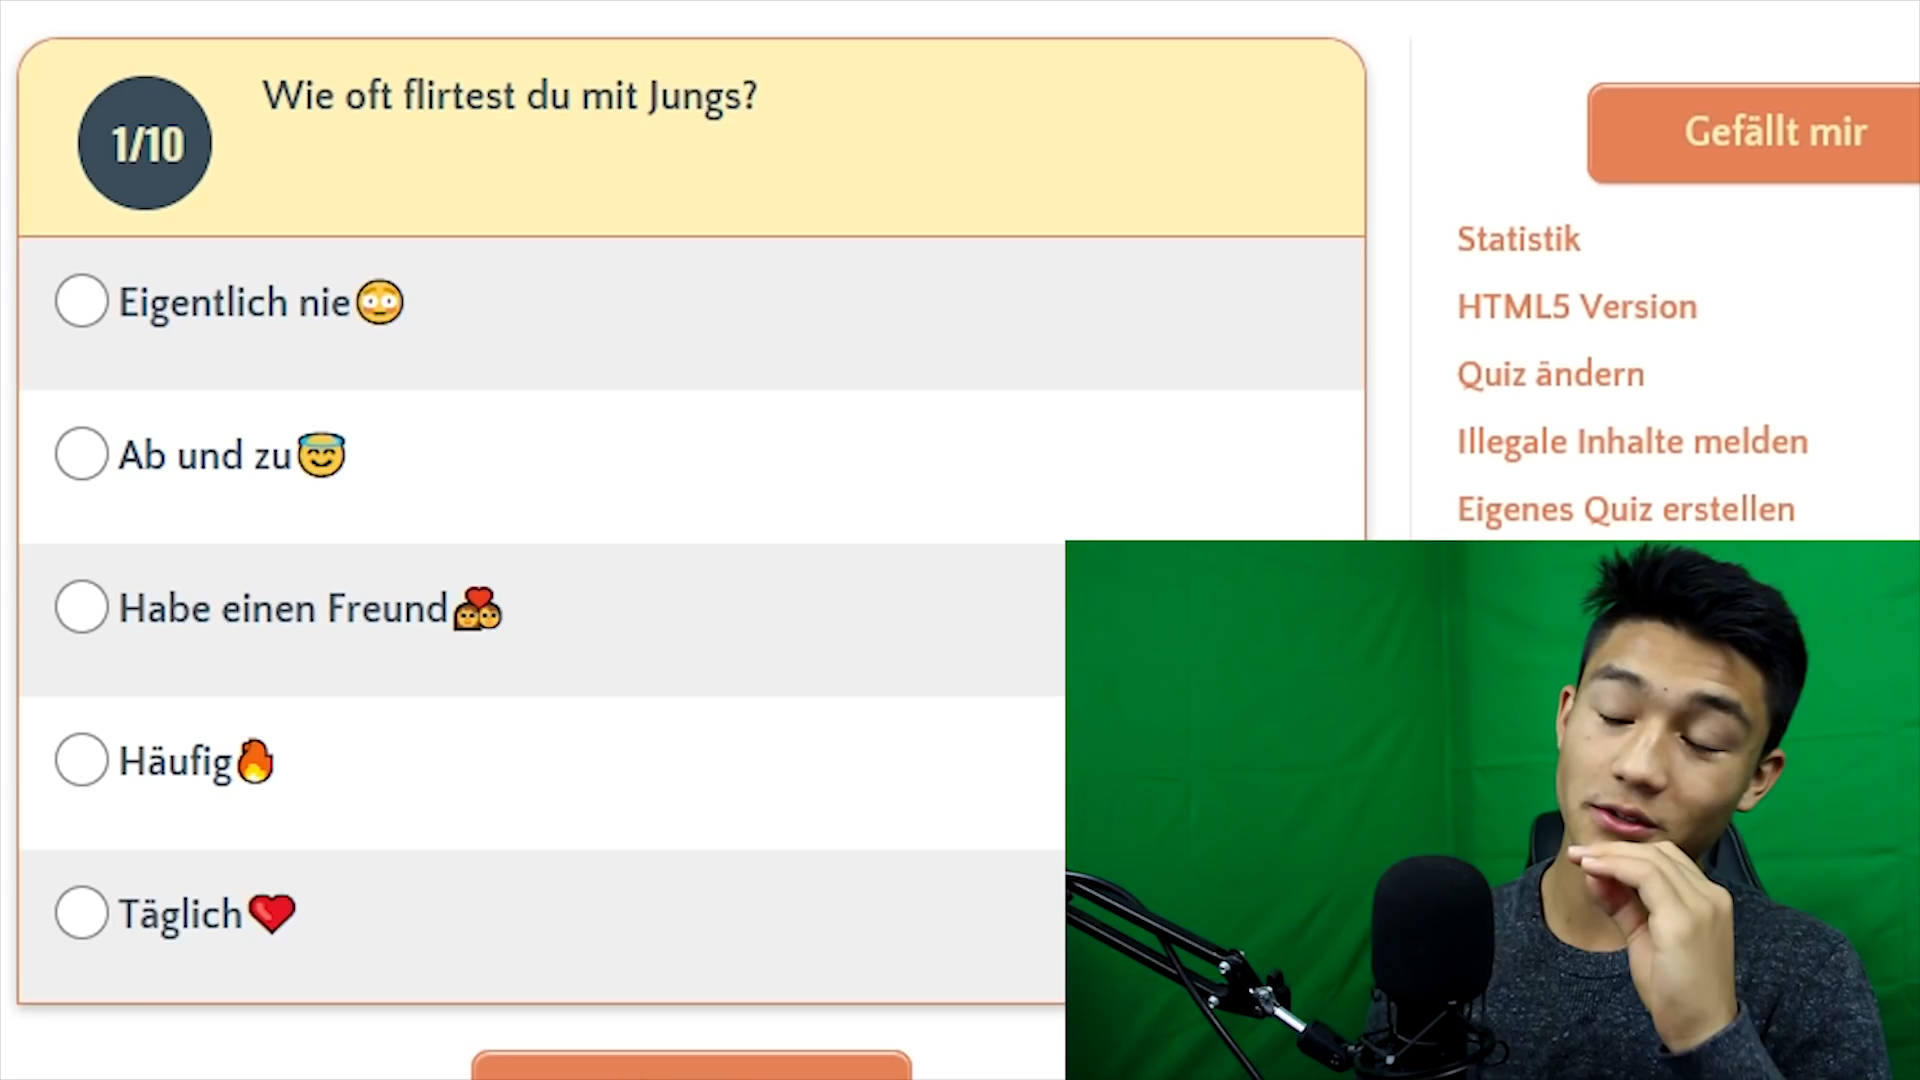 1/10
Wie oft flirtest du mit Jungs?
Eigentlich nie😳
Ab und zu😇
Habe einen Freund💑
Häufig🔥
Täglich❤️
Gefällt mir
Statistik
HTML5 Version
Quiz ändern
Illegale Inhalte melden
Eigenes Quiz erstellen